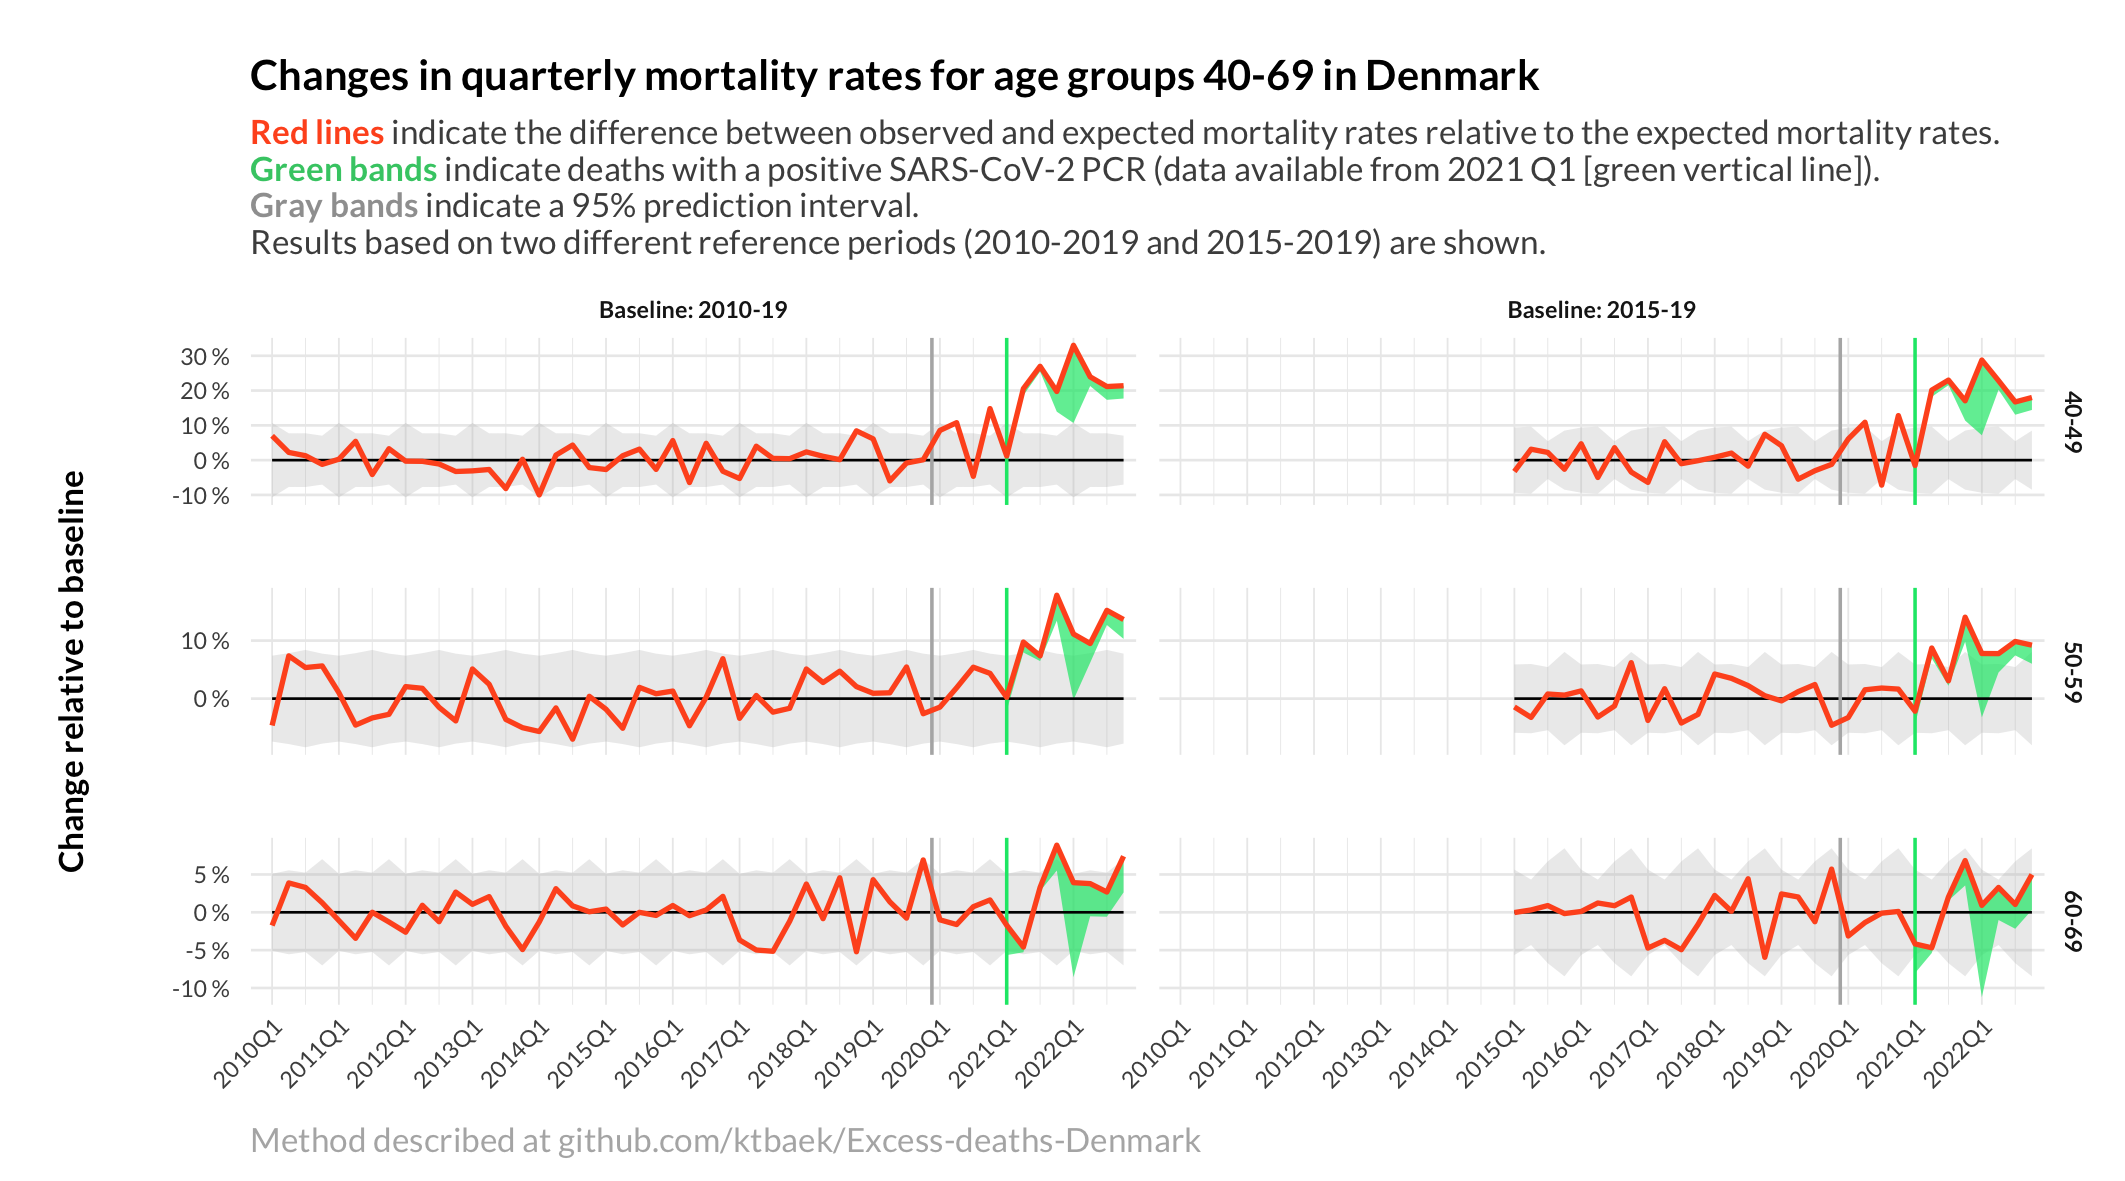 Changes in quarterly mortality rates for age groups 40-69 in Denmark
Red lines indicate the difference between observed and expected mortality rates relative to the expected mortality rates.
Green bands indicate deaths with a positive SARS-CoV-2 PCR (data available from 2021 Q1 [green vertical line]).
Gray bands indicate a 95% prediction interval.
Results based on two different reference periods (2010-2019 and 2015-2019) are shown.
Baseline: 2010-19
Baseline: 2015-19
Change relative to baseline
30 %
20 %
10 %
0 %
-10 %
40-49
10 %
0 %
50-59
5 %
0 %
-5 %
-10 %
60-69
2010Q1
2011Q1
2012Q1
2013Q1
2014Q1
2015Q1
2016Q1
2017Q1
2018Q1
2019Q1
2020Q1
2021Q1
2022Q1
2010Q1
2011Q1
2012Q1
2013Q1
2014Q1
2015Q1
2016Q1
2017Q1
2018Q1
2019Q1
2020Q1
2021Q1
2022Q1
Method described at github.com/ktbaek/Excess-deaths-Denmark